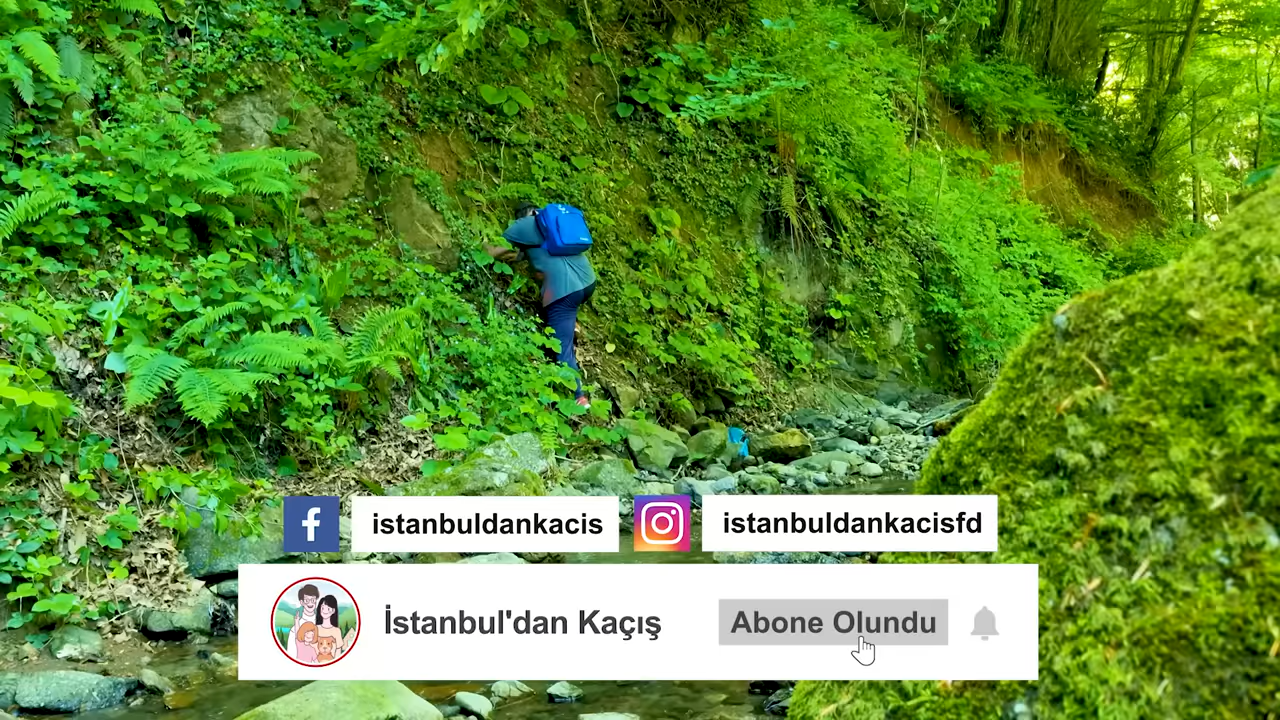 istanbuldankacis
istanbuldankacisfd
İstanbul'dan Kaçış
Abone Olundu